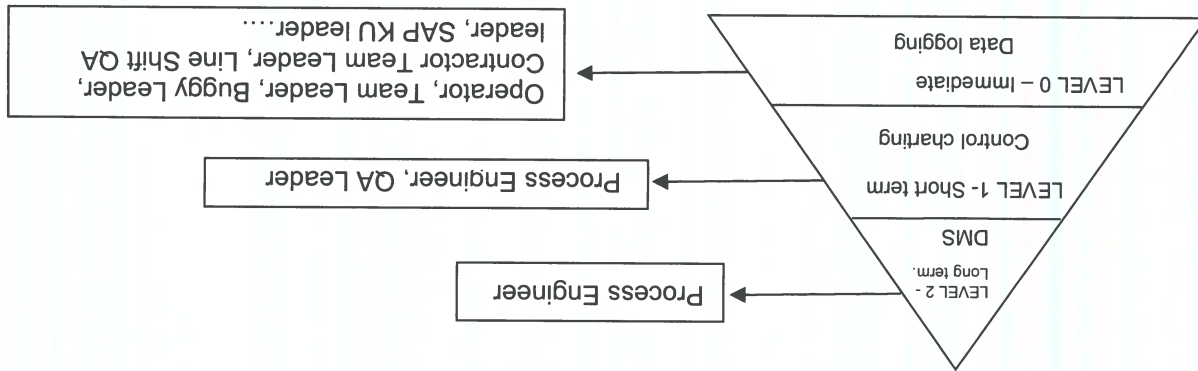 LEVEL 2 -
Long term.
DMS
Process Engineer
LEVEL 1- Short term
Control charting
Process Engineer, QA Leader
LEVEL 0 – Immediate
Data logging
Operator, Team Leader, Buggy Leader,
Contractor Team Leader, Line Shift QA
leader, SAP KU leader....